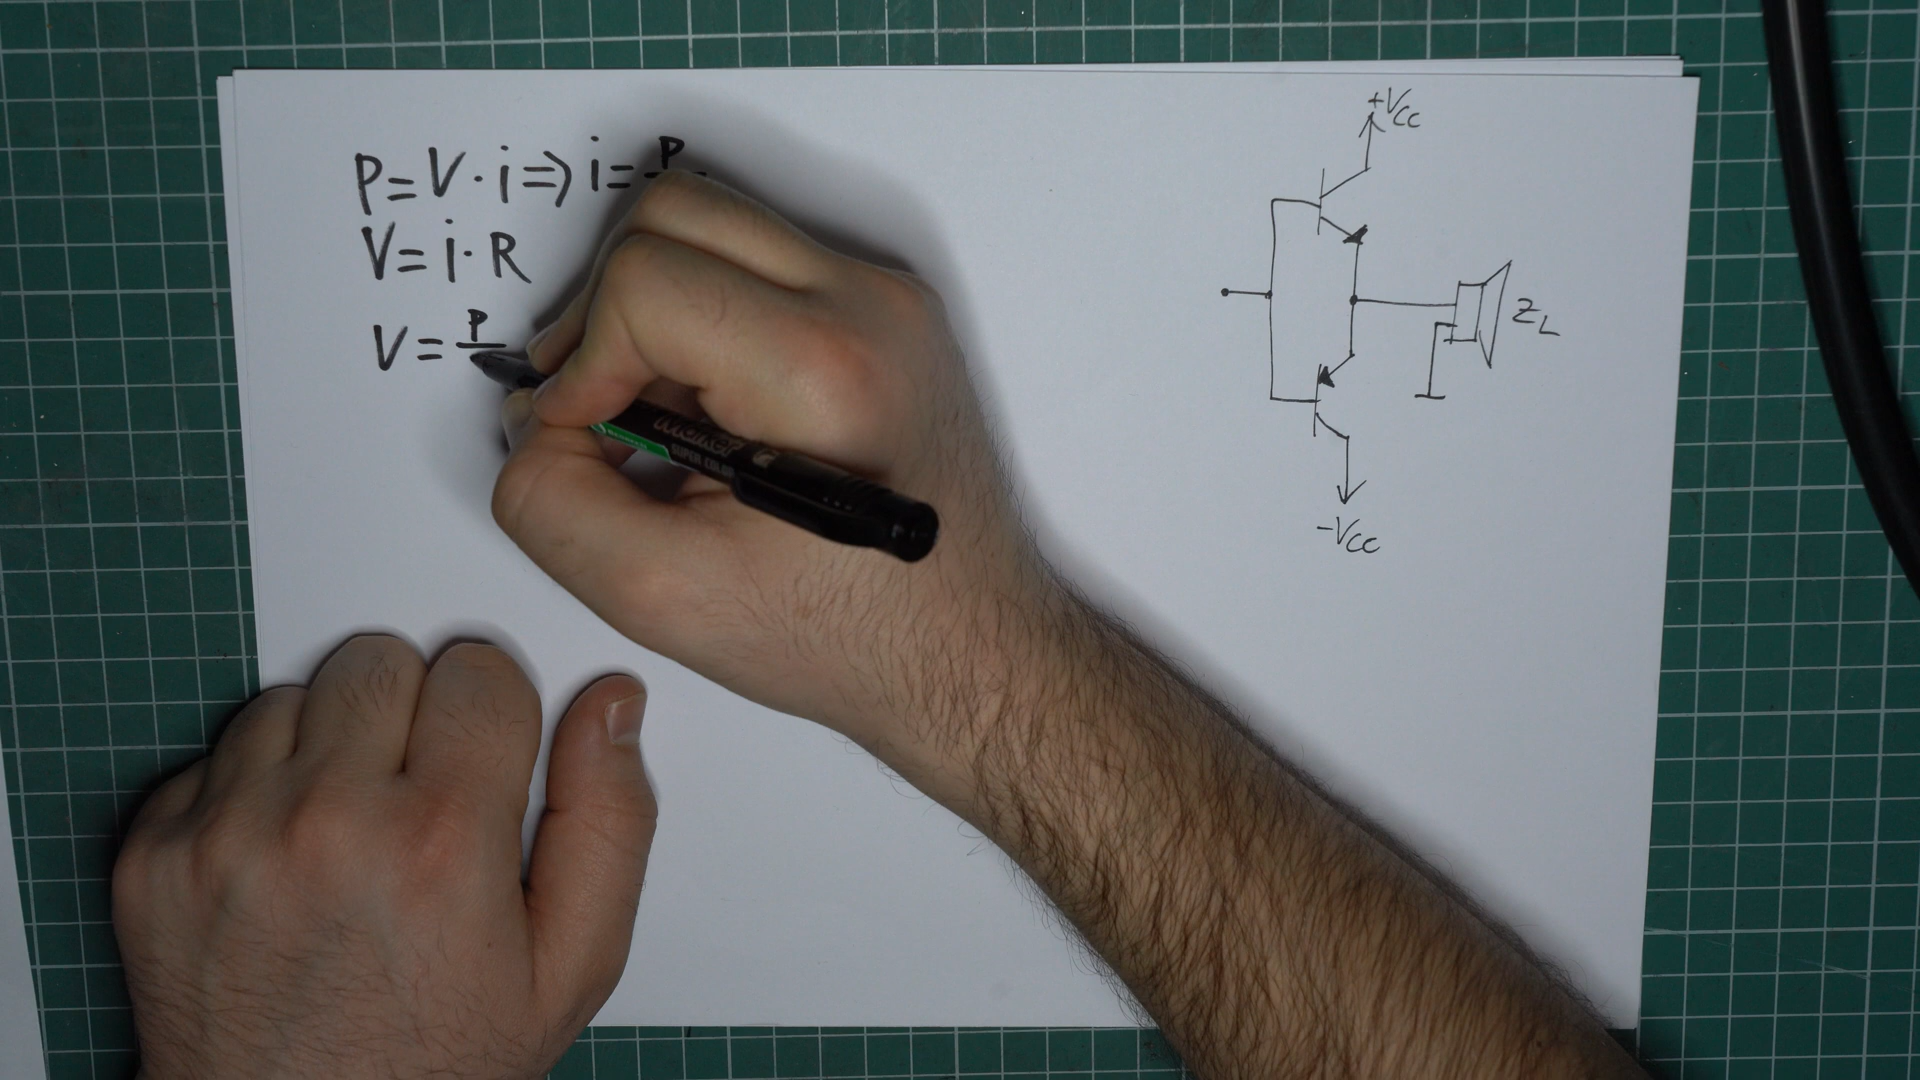 P=V·i⇒i=P
V=i·R
V=P
+Vcc
ZL
-Vcc
Marker
SUPER COLOR